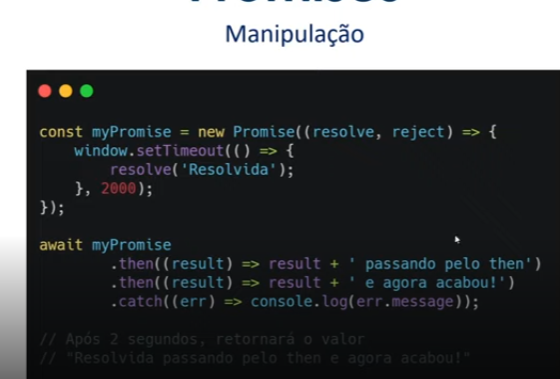 Manipulação
const myPromise = new Promise((resolve, reject) => {
    window.setTimeout(() => {
        resolve('Resolvida');
    }, 2000);
});
await myPromise
        .then((result) => result + ' passando pelo then')
        .then((result) => result + ' e agora acabou!')
        .catch((err) => console.log(err.message));
// Após 2 segundos, retornará o valor
// "Resolvida passando pelo then e agora acabou!"